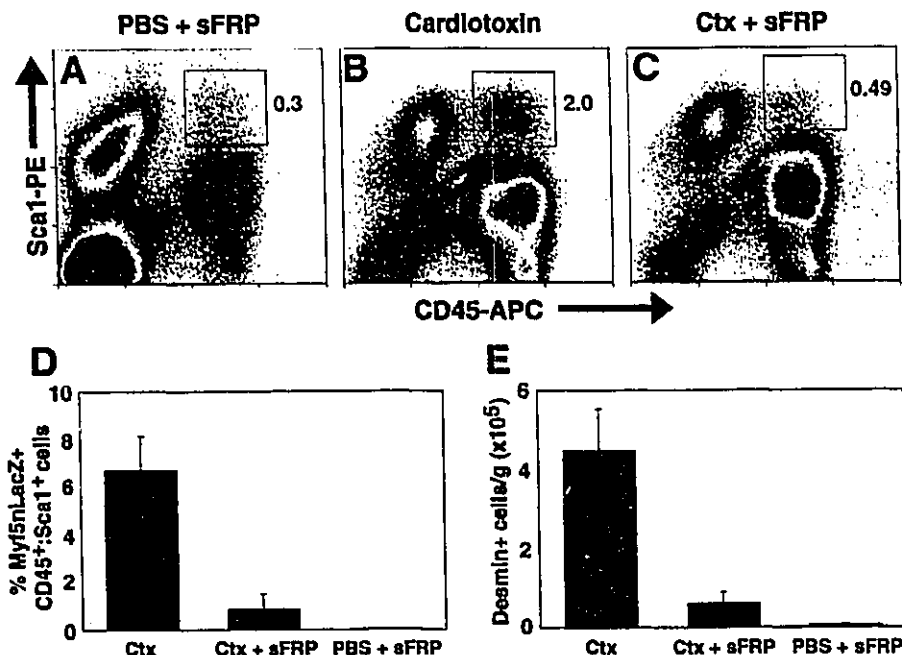 PBS + sFRP
Cardiotoxin
Ctx + sFRP
A
B
C
0.3
2.0
0.49
Sca1-PE
CD45-APC
D
E
% Myf5nLacZ+
CD45⁺:Sca1⁺ cells
10
8
6
4
2
0
Ctx
Ctx + sFRP
PBS + sFRP
Desmin+ cells/g (x10⁵)
6
4
2
0
Ctx
Ctx + sFRP
PBS + sFRP